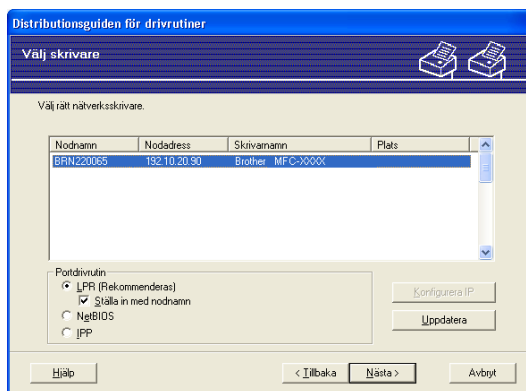 Distributionsguiden för drivrutiner
Välj skrivare
Välj rätt nätverksskrivare.
Nodnamn Nodadress Skrivarnamn Plats
BRN220065 192.10.20.90 Brother MFC-XXXX
Portdrivrutin
LPR (Rekommenderas)
Ställa in med nodnamn
NetBIOS
IPP
Konfigurera IP
Uppdatera
Hjälp < Tillbaka Nästa > Avbryt